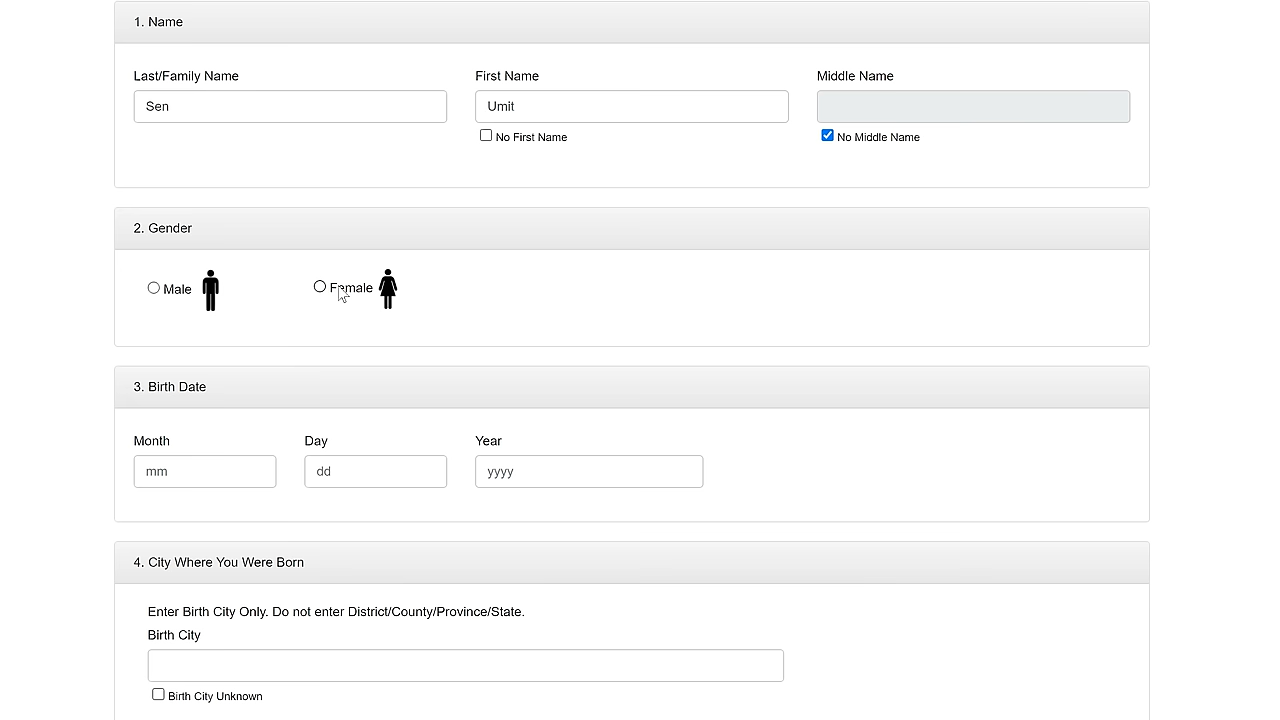 1. Name
Last/Family Name First Name Middle Name
Sen Umit
No First Name No Middle Name
2. Gender
Male Female
3. Birth Date
Month Day Year
mm dd yyyy
4. City Where You Were Born
Enter Birth City Only. Do not enter District/County/Province/State.
Birth City
Birth City Unknown